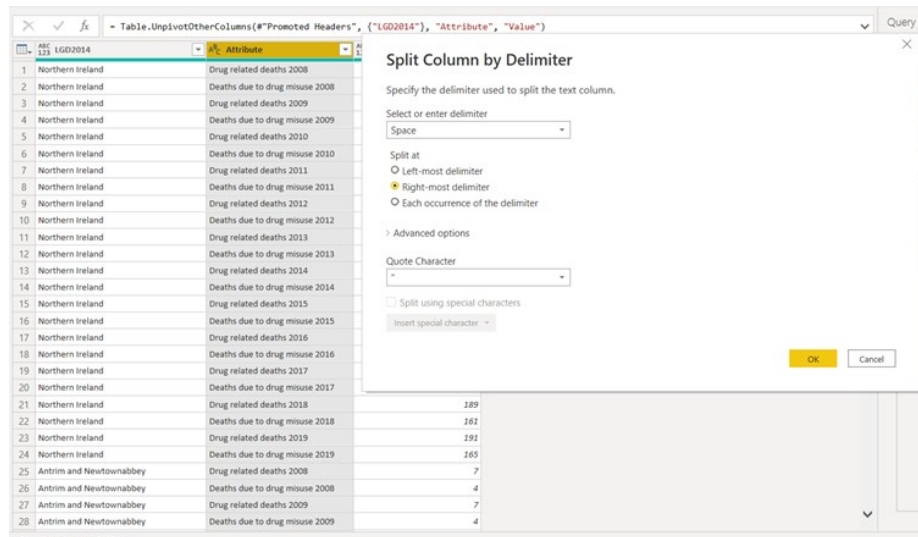 fx = Table.UnpivotOtherColumns(#"Promoted Headers", {"LGD2014"}, "Attribute", "Value")
Query
ABC 123 LGD2014 ABC Attribute
1 Northern Ireland Drug related deaths 2008
2 Northern Ireland Deaths due to drug misuse 2008
3 Northern Ireland Drug related deaths 2009
4 Northern Ireland Deaths due to drug misuse 2009
5 Northern Ireland Drug related deaths 2010
6 Northern Ireland Deaths due to drug misuse 2010
7 Northern Ireland Drug related deaths 2011
8 Northern Ireland Deaths due to drug misuse 2011
9 Northern Ireland Drug related deaths 2012
10 Northern Ireland Deaths due to drug misuse 2012
11 Northern Ireland Drug related deaths 2013
12 Northern Ireland Deaths due to drug misuse 2013
13 Northern Ireland Drug related deaths 2014
14 Northern Ireland Deaths due to drug misuse 2014
15 Northern Ireland Drug related deaths 2015
16 Northern Ireland Deaths due to drug misuse 2015
17 Northern Ireland Drug related deaths 2016
18 Northern Ireland Deaths due to drug misuse 2016
19 Northern Ireland Drug related deaths 2017
20 Northern Ireland Deaths due to drug misuse 2017
21 Northern Ireland Drug related deaths 2018 189
22 Northern Ireland Deaths due to drug misuse 2018 161
23 Northern Ireland Drug related deaths 2019 191
24 Northern Ireland Deaths due to drug misuse 2019 165
25 Antrim and Newtownabbey Drug related deaths 2008 7
26 Antrim and Newtownabbey Deaths due to drug misuse 2008 4
27 Antrim and Newtownabbey Drug related deaths 2009 7
28 Antrim and Newtownabbey Deaths due to drug misuse 2009 4
Split Column by Delimiter
Specify the delimiter used to split the text column.
Select or enter delimiter
Space
Split at
Left-most delimiter
Right-most delimiter
Each occurrence of the delimiter
Advanced options
Quote Character
"
Split using special characters
Insert special character
OK Cancel